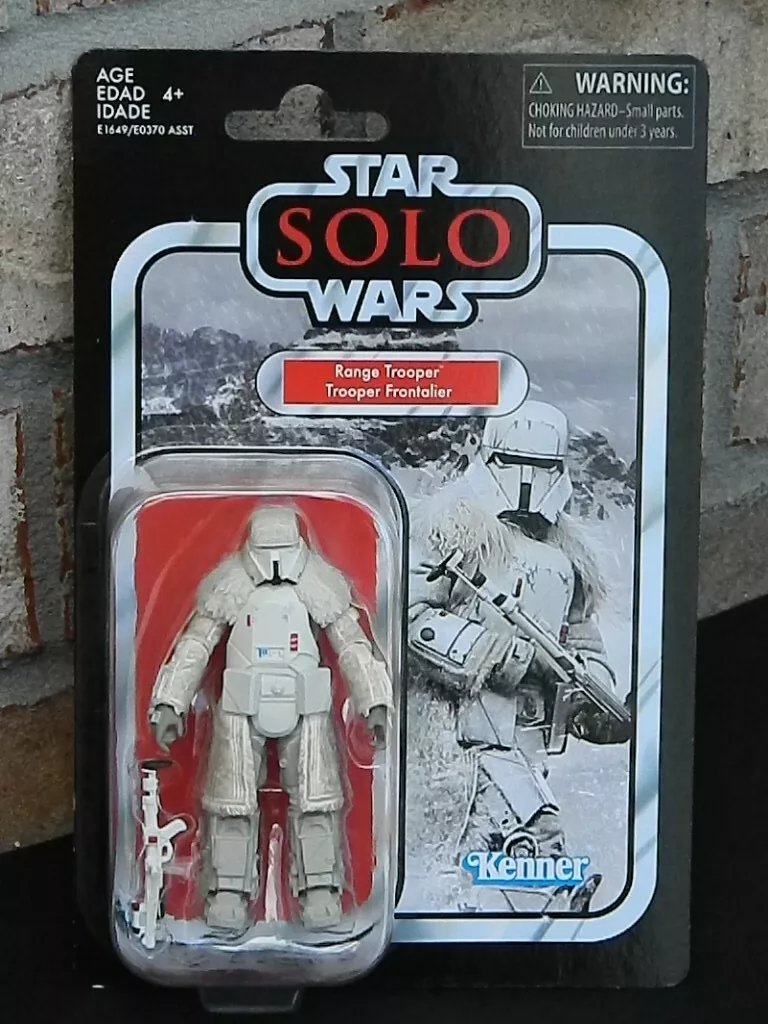 AGE
EDAD 4+
IDADE
E1649/E0370 ASST
⚠ WARNING:
CHOKING HAZARD–Small parts.
Not for children under 3 years.
STAR
SOLO
WARS
Range Trooper™
Trooper Frontalier
Kenner